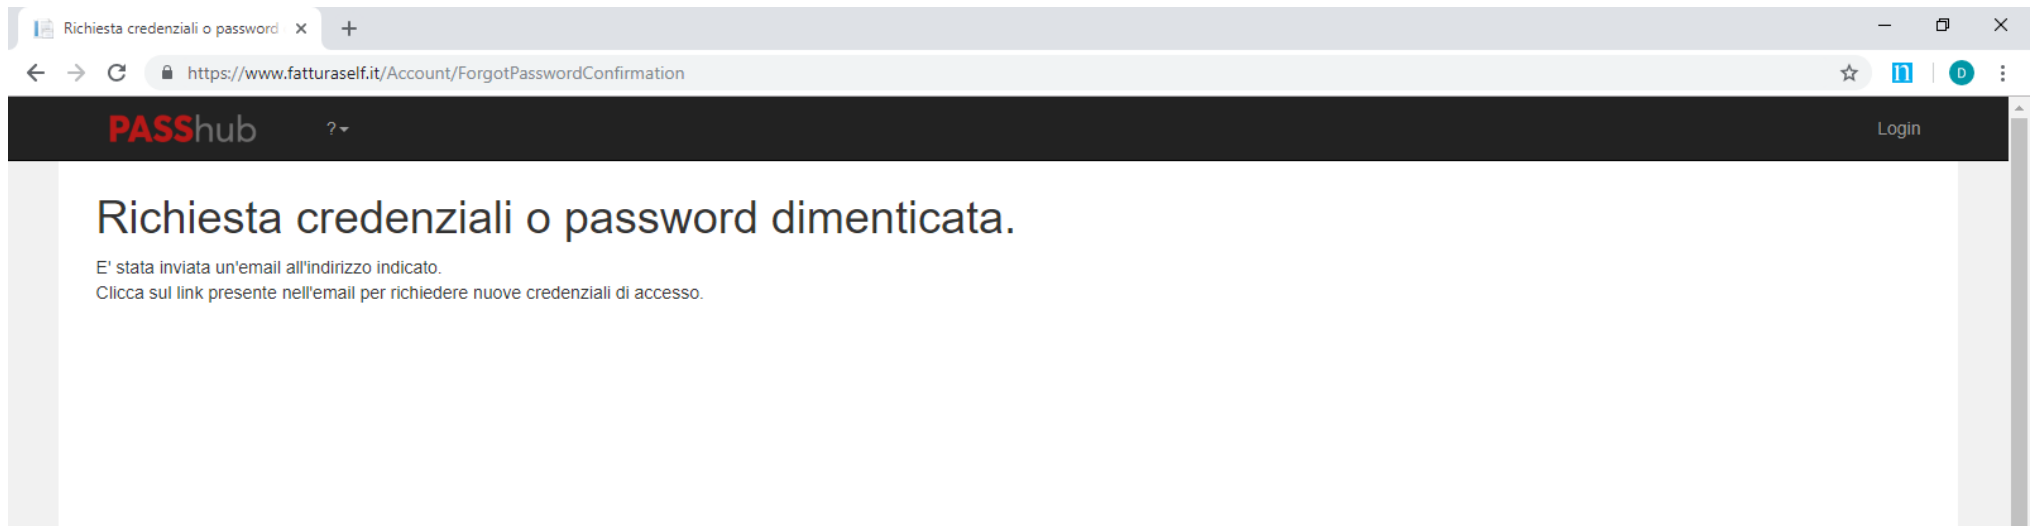 Richiesta credenziali o password
https://www.fatturaself.it/Account/ForgotPasswordConfirmation
n
D
PASShub
?
Login
Richiesta credenziali o password dimenticata.
E' stata inviata un'email all'indirizzo indicato.
Clicca sul link presente nell'email per richiedere nuove credenziali di accesso.